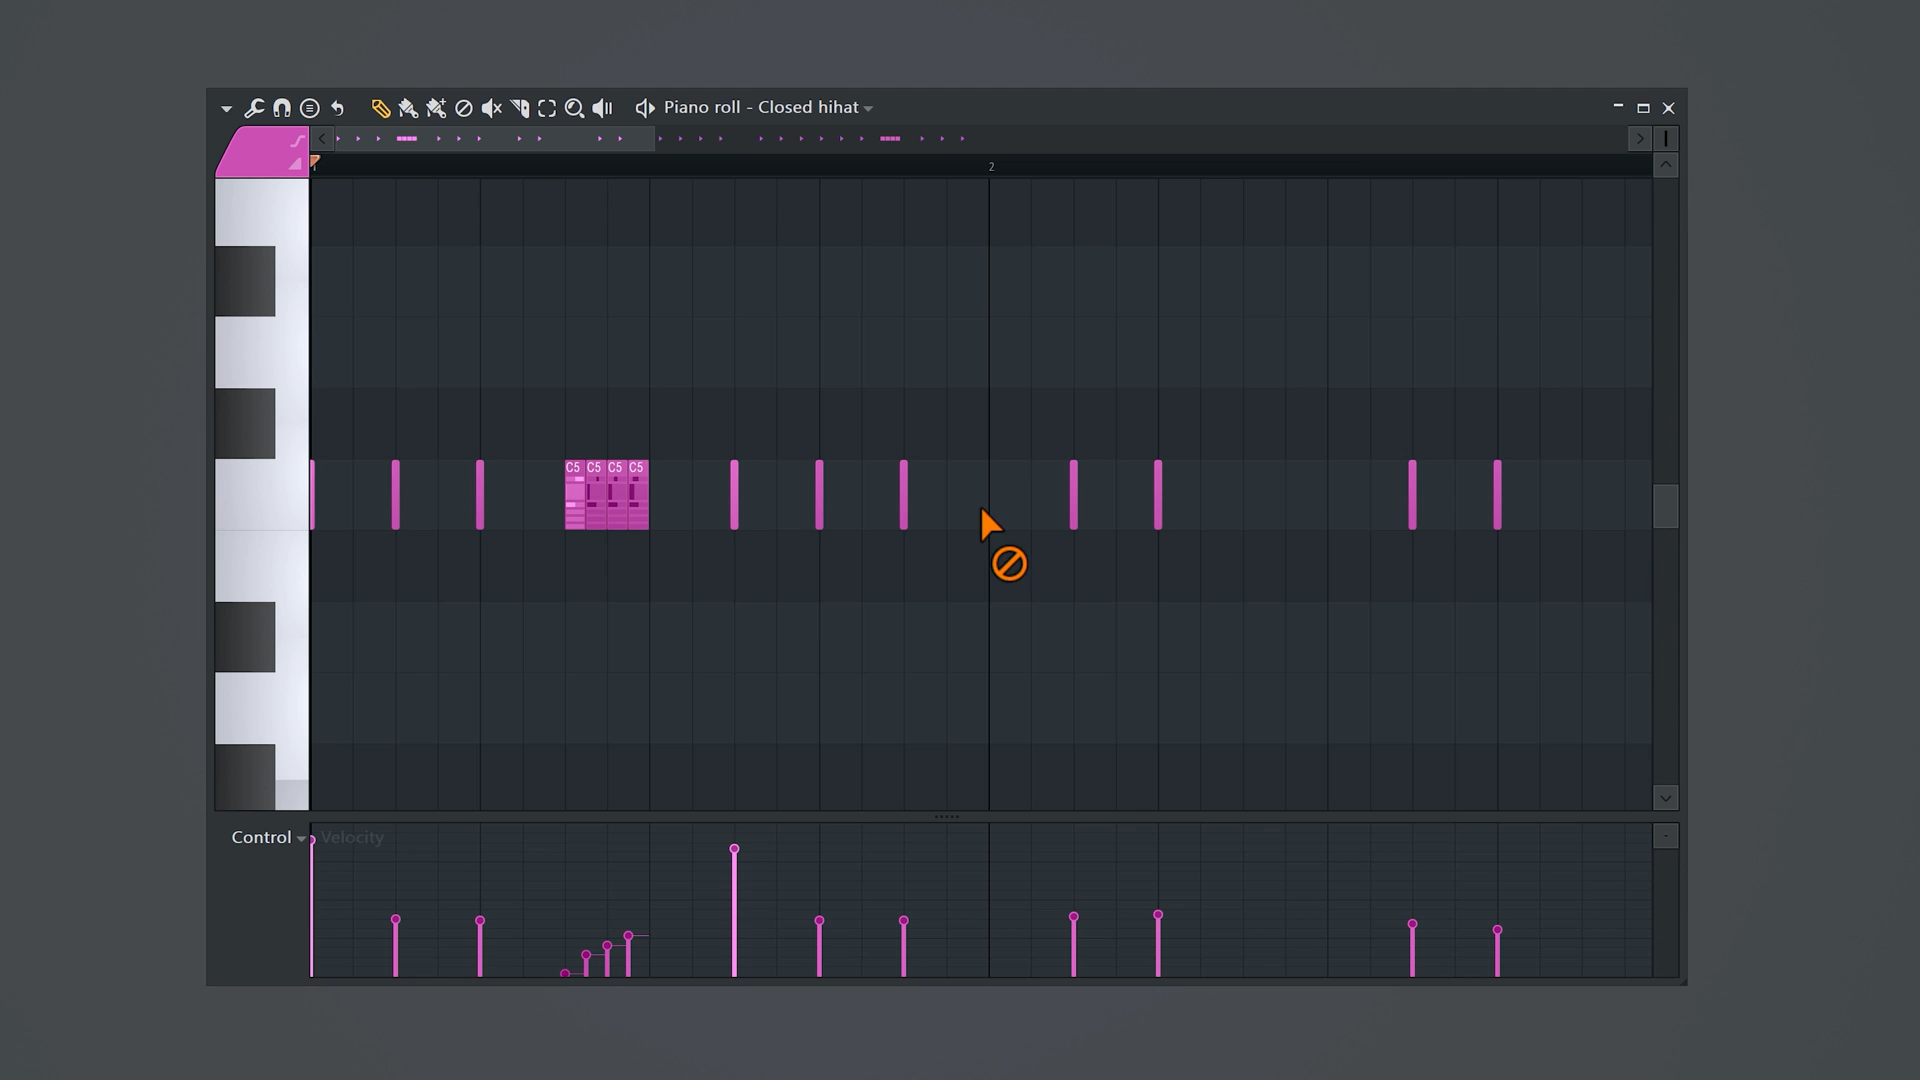 Piano roll - Closed hihat
2
C5 C5 C5 C5
Control
Velocity